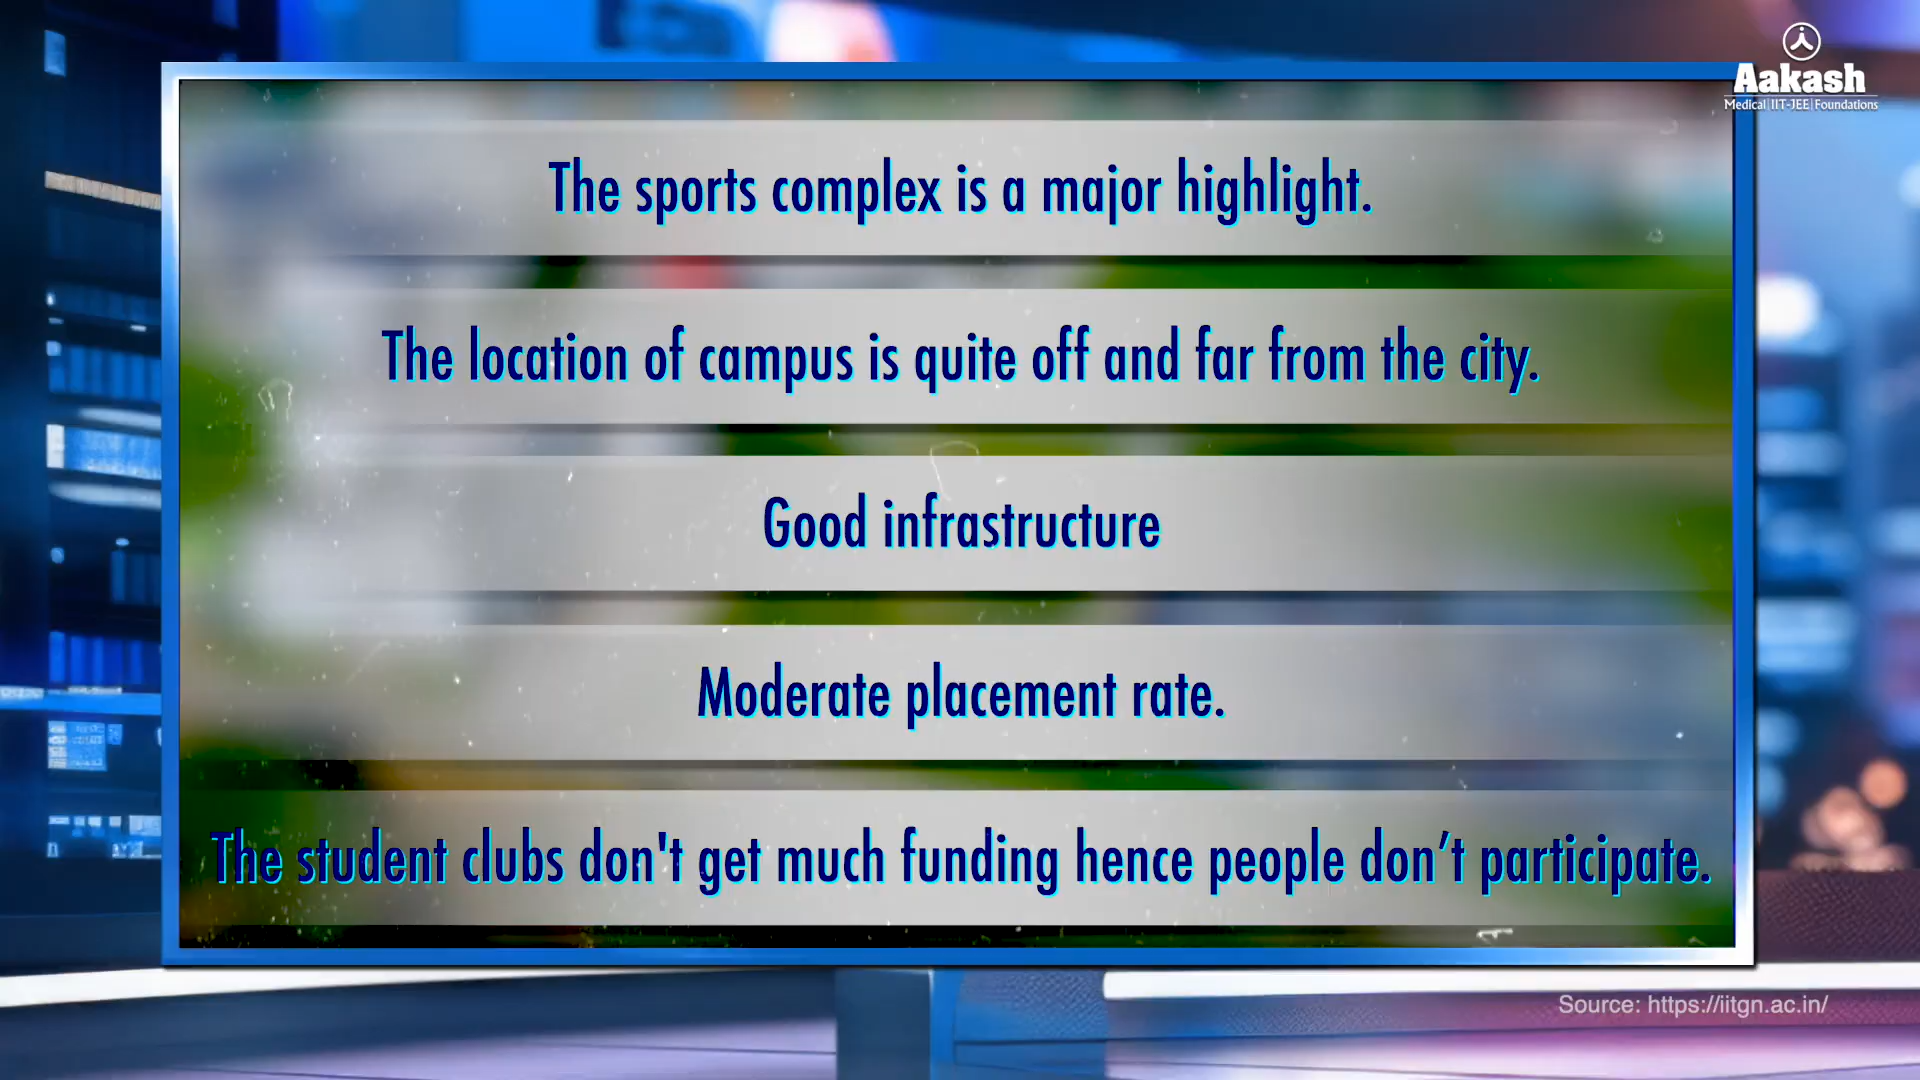 Aakash
Medical|IIT-JEE|Foundations
The sports complex is a major highlight.
The location of campus is quite off and far from the city.
Good infrastructure
Moderate placement rate.
The student clubs don't get much funding hence people don’t participate.
Source: https://iitgn.ac.in/